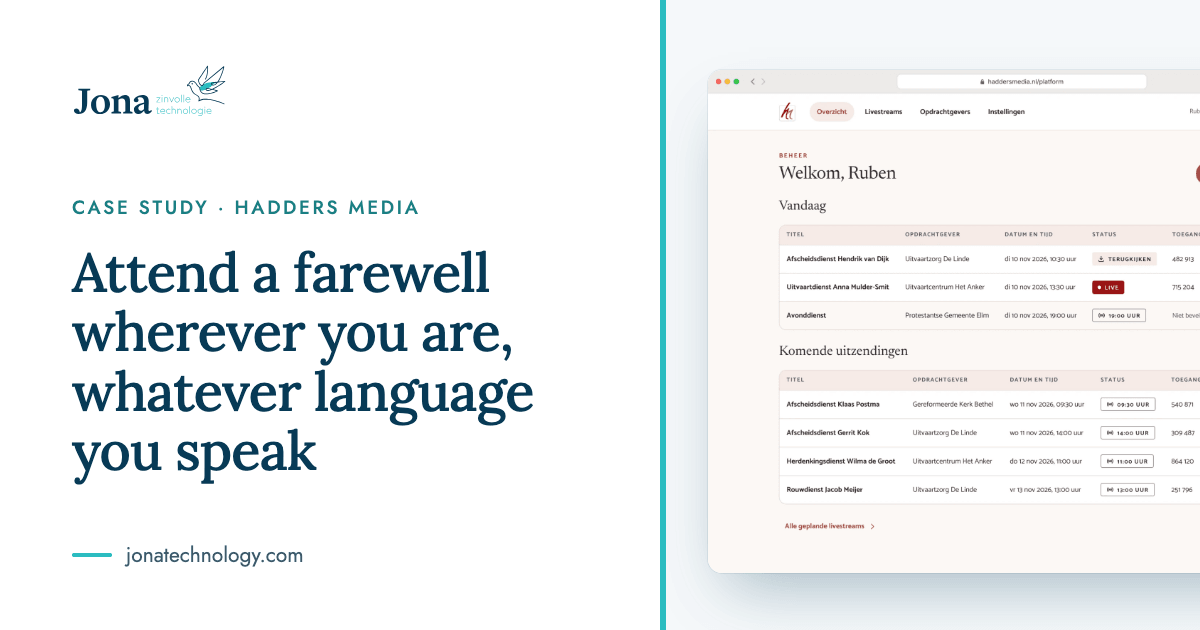 Jona zinvolle
technologie
CASE STUDY · HADDERS MEDIA
Attend a farewell
wherever you are,
whatever language
you speak
jonatechnology.com
haddersmedia.nl/platform
Overzicht Livestreams Opdrachtgevers Instellingen
BEHEER
Welkom, Ruben
Vandaag
TITEL OPDRACHTGEVER DATUM EN TIJD STATUS
Afscheidsdienst Hendrik van Dijk Uitvaartzorg De Linde di 10 nov 2026, 10:30 uur TERUGKIJKEN 482 913
Uitvaartdienst Anna Mulder-Smit Uitvaartcentrum Het Anker di 10 nov 2026, 13:30 uur LIVE 715 204
Avonddienst Protestantse Gemeente Elim di 10 nov 2026, 19:00 uur 19:00 UUR Niet
Komende uitzendingen
TITEL OPDRACHTGEVER DATUM EN TIJD STATUS
Afscheidsdienst Klaas Postma Gereformeerde Kerk Bethel wo 11 nov 2026, 09:30 uur 09:30 UUR 540 871
Afscheidsdienst Gerrit Kok Uitvaartzorg De Linde wo 11 nov 2026, 14:00 uur 14:00 UUR 309 487
Herdenkingsdienst Wilma de Groot Uitvaartcentrum Het Anker do 12 nov 2026, 11:00 uur 11:00 UUR 864 120
Rouwdienst Jacob Meijer Uitvaartzorg De Linde vr 13 nov 2026, 13:00 uur 13:00 UUR 251 796
Alle geplande livestreams